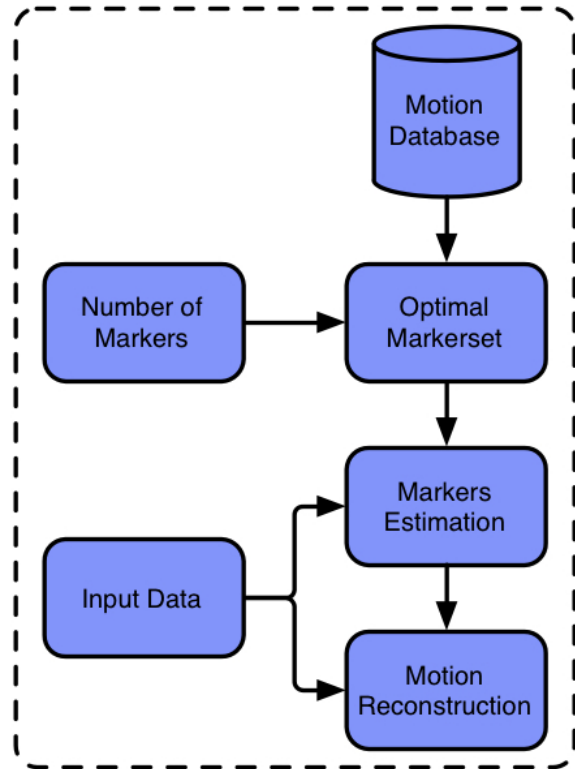 Motion
Database
Number of
Markers
Optimal
Markerset
Markers
Estimation
Input Data
Motion
Reconstruction